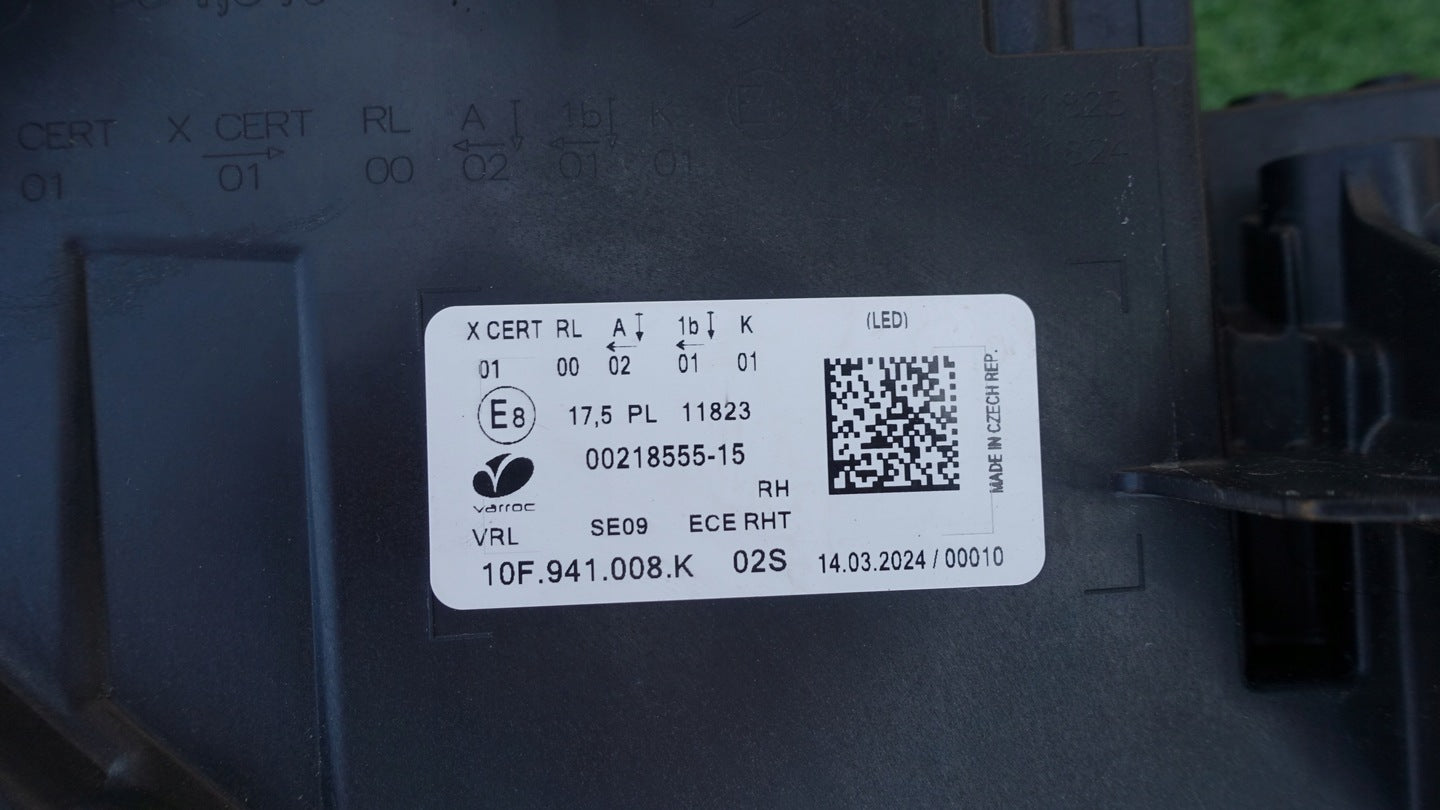 CERT X CERT RL A 1b K
01 01 00 02 01 01
11823
11824
X CERT RL A 1b K
01 00 02 01 01
(LED)
E8 17,5 PL 11823
00218555-15
varroc
RH
VRL SE09 ECE RHT
10F.941.008.K 02S 14.03.2024 / 00010
MADE IN CZECH REP.